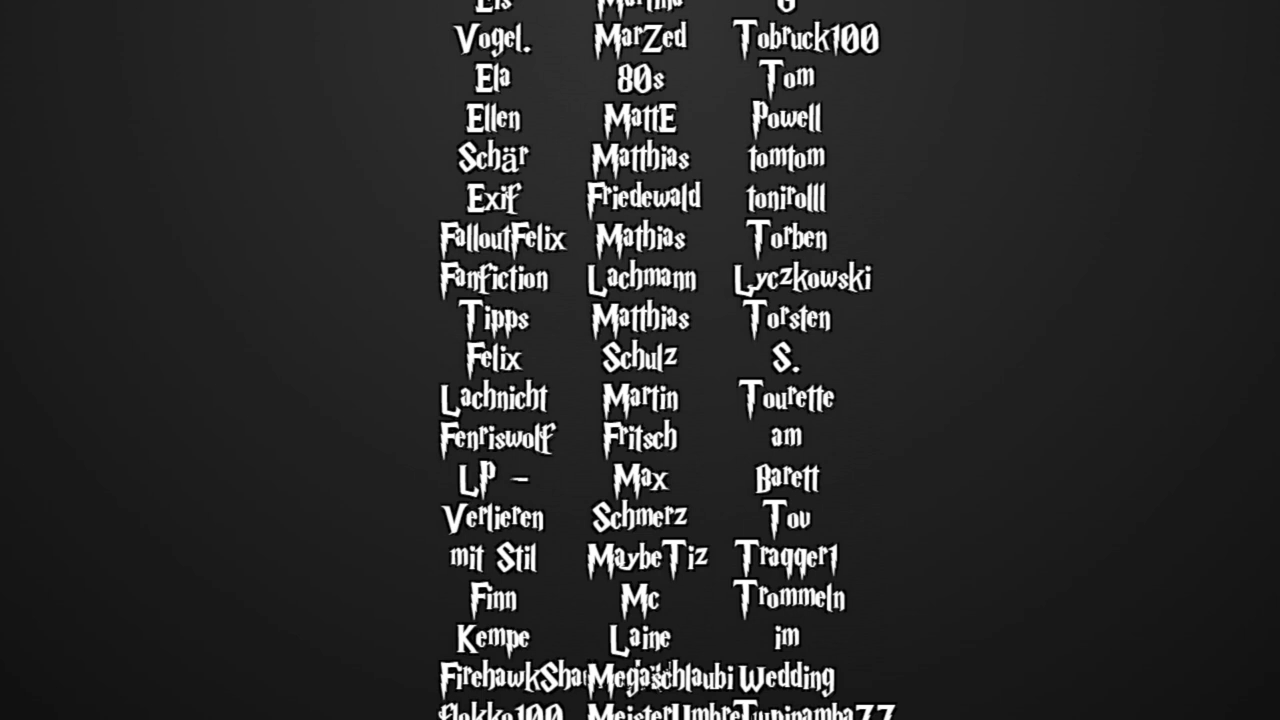 Vogel.
Ela
Ellen
Schär
Exif
FalloutFelix
Fanfiction
Tipps
Felix
Lachnicht
Fenriswolf
LP -
Verlieren
mit Stil
Finn
Kempe
MarZed
80s
MattE
Matthias
Friedewald
Mathias
Lachmann
Matthias
Schulz
Martin
Fritsch
Max
Schmerz
MaybeTiz
Mc
Laine
Megaschlaubi
Tobruck100
Tom
Powell
tomtom
tonirolll
Torben
Lyczkowski
Torsten
S.
Tourette
am
Barett
Tov
Tragger1
Trommeln
im
Wedding